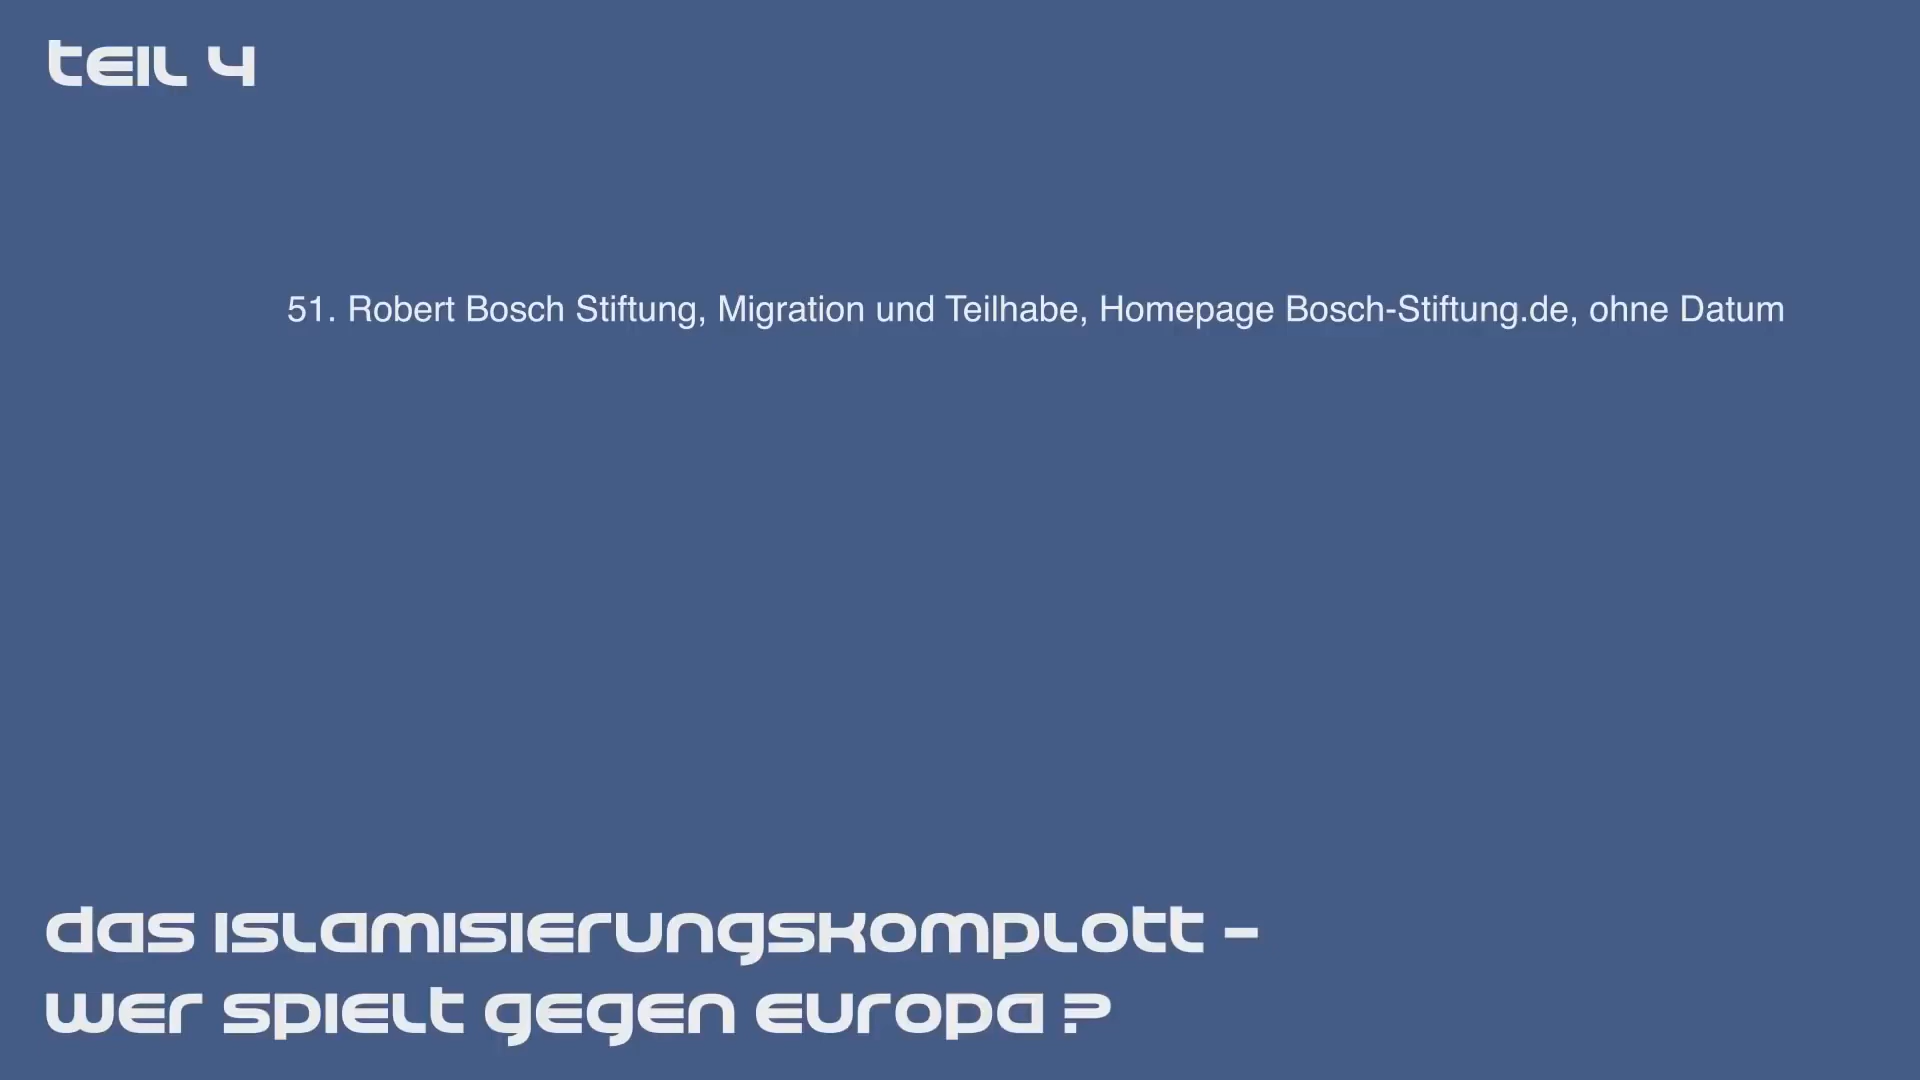 TEIL 4
51. Robert Bosch Stiftung, Migration und Teilhabe, Homepage Bosch-Stiftung.de, ohne Datum
das Islamisierungskomplott –
wer spielt gegen Europa ?